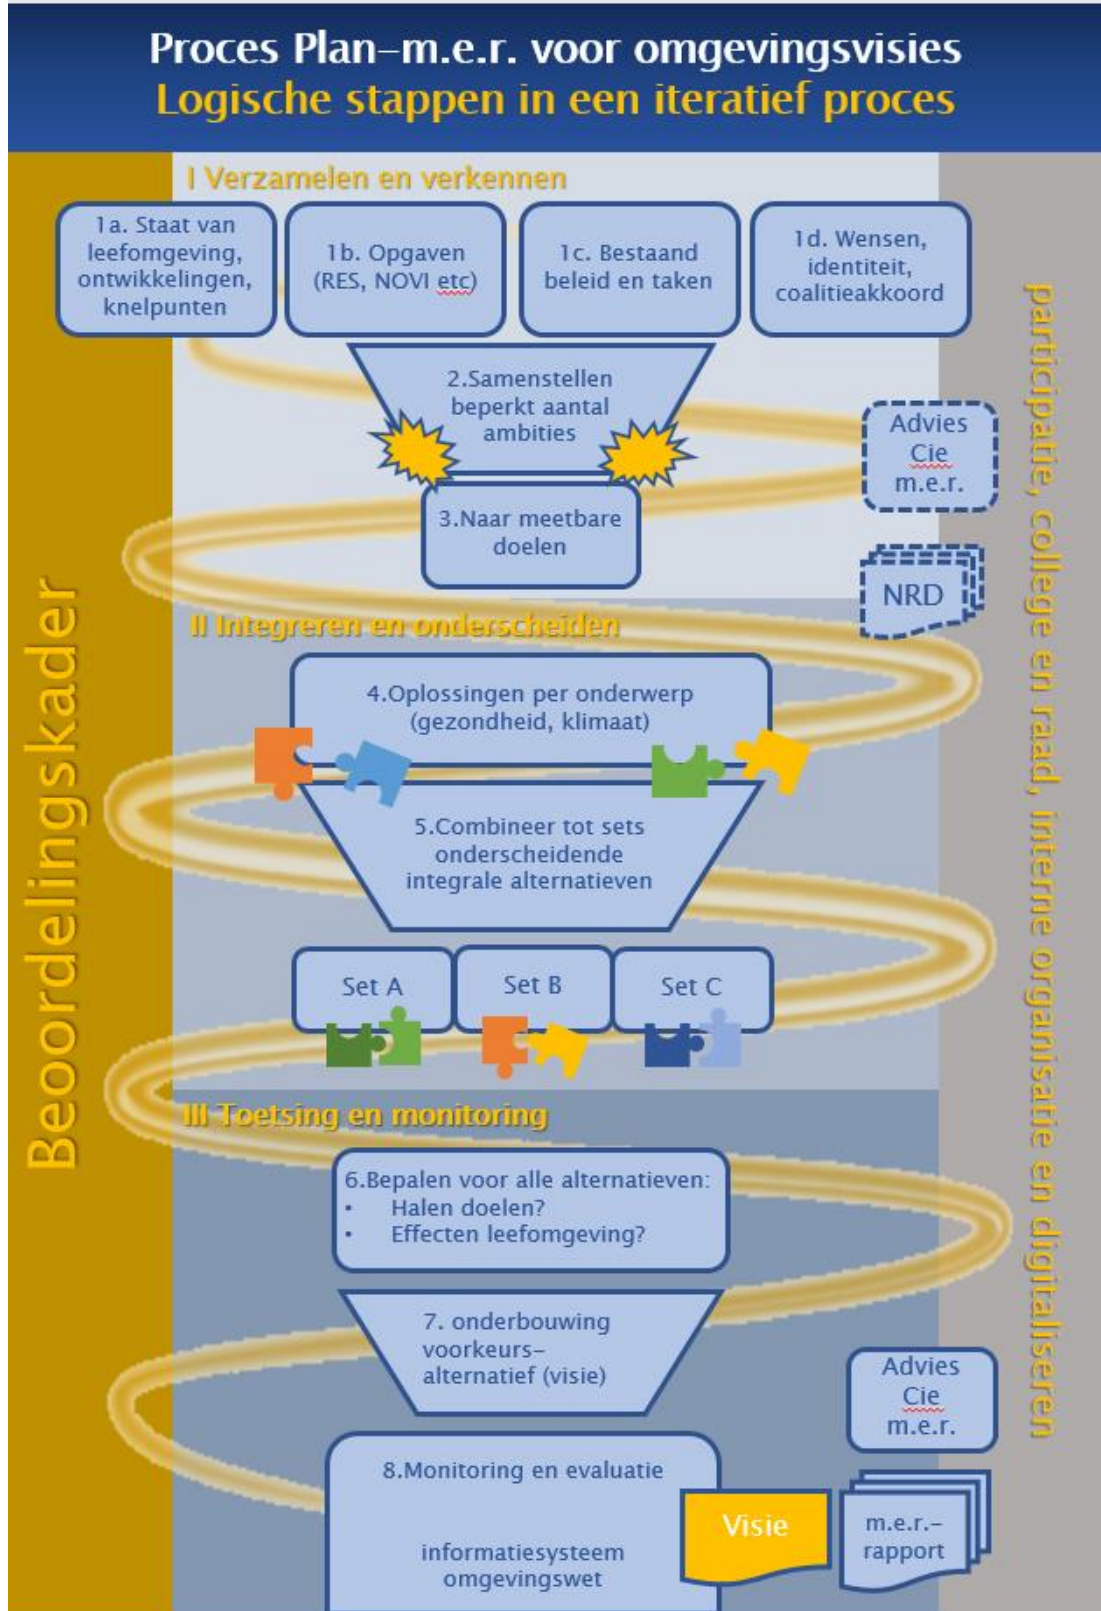 Proces Plan-m.e.r. voor omgevingsvisies
Logische stappen in een iteratief proces
I Verzamelen en verkennen
1a. Staat van
leefomgeving,
ontwikkelingen,
knelpunten
1b. Opgaven
(RES, NOVI etc)
1c. Bestaand
beleid en taken
1d. Wensen,
identiteit,
coalitieakkoord
2.Samenstellen
beperkt aantal
ambities
Advies
Cie
m.e.r.
3.Naar meetbare
doelen
NRD
II Integreren en onderscheiden
4.Oplossingen per onderwerp
(gezondheid, klimaat)
5.Combineer tot sets
onderscheidende
integrale alternatieven
Set A
Set B
Set C
III Toetsing en monitoring
6.Bepalen voor alle alternatieven:
• Halen doelen?
• Effecten leefomgeving?
7. onderbouwing
voorkeurs-
alternatief (visie)
Advies
Cie
m.e.r.
8.Monitoring en evaluatie
informatiesysteem
omgevingswet
Visie
m.e.r.-
rapport
Beoordelingskader
participatie, college en raad, interne organisatie en digitaliseren